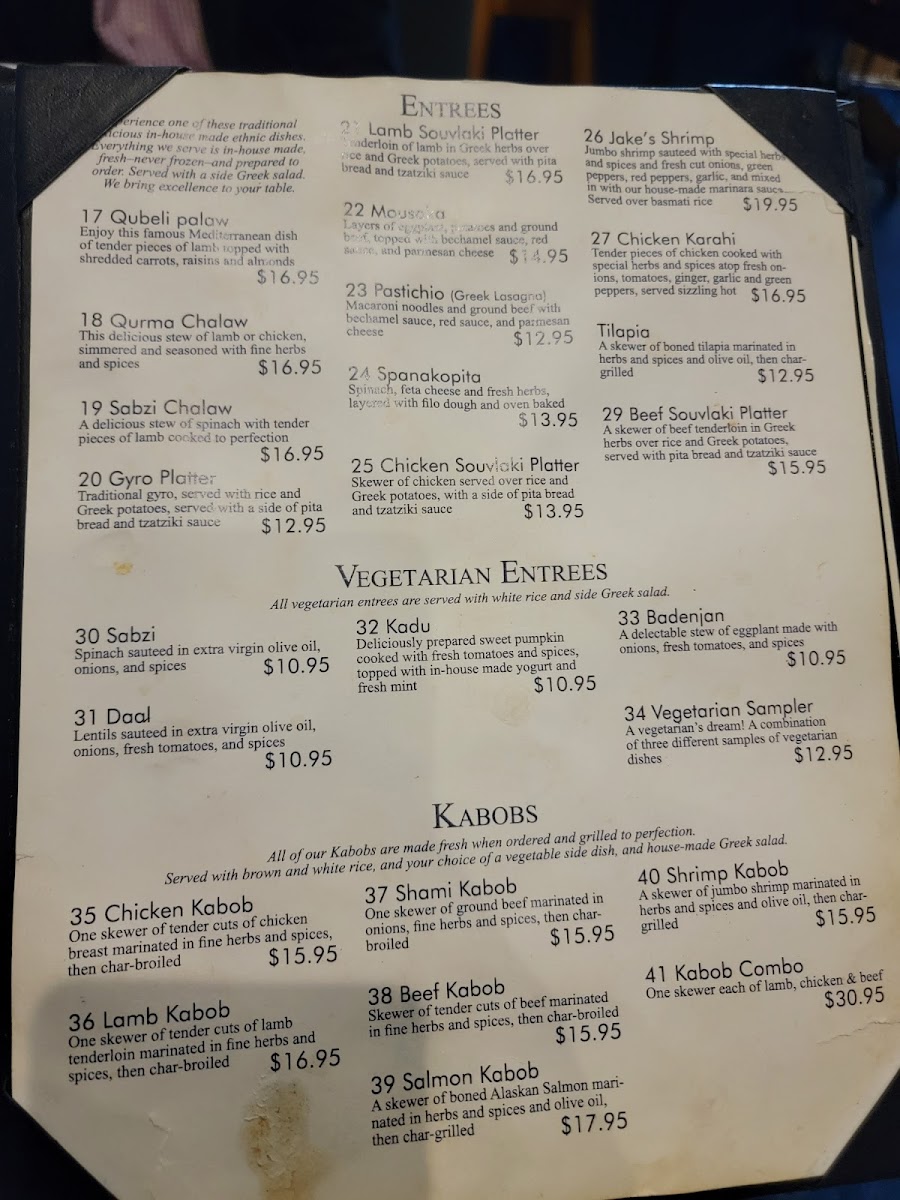 ENTREES
erience one of these traditional
icious in-house made ethnic dishes.
Everything we serve is in-house made,
fresh–never frozen–and prepared to
order. Served with a side Greek salad.
We bring excellence to your table.
17 Qubeli palaw
Enjoy this famous Mediterranean dish
of tender pieces of lamb topped with
shredded carrots, raisins and almonds
$16.95
18 Qurma Chalaw
This delicious stew of lamb or chicken,
simmered and seasoned with fine herbs
and spices $16.95
19 Sabzi Chalaw
A delicious stew of spinach with tender
pieces of lamb cooked to perfection
$16.95
20 Gyro Platter
Traditional gyro, served with rice and
Greek potatoes, served with a side of pita
bread and tzatziki sauce $12.95
21 Lamb Souvlaki Platter
Tenderloin of lamb in Greek herbs over
rice and Greek potatoes, served with pita
bread and tzatziki sauce $16.95
22 Mousaka
Layers of eggplant, potatoes and ground
beef, topped with bechamel sauce, red
sauce, and parmesan cheese $14.95
23 Pastichio (Greek Lasagna)
Macaroni noodles and ground beef with
bechamel sauce, red sauce, and parmesan
cheese $12.95
24 Spanakopita
Spinach, feta cheese and fresh herbs,
layered with filo dough and oven baked
$13.95
25 Chicken Souvlaki Platter
Skewer of chicken served over rice and
Greek potatoes, with a side of pita bread
and tzatziki sauce $13.95
26 Jake's Shrimp
Jumbo shrimp sauteed with special herbs
and spices and fresh cut onions, green
peppers, red peppers, garlic, and mixed
in with our house-made marinara sauce.
Served over basmati rice $19.95
27 Chicken Karahi
Tender pieces of chicken cooked with
special herbs and spices atop fresh on-
ions, tomatoes, ginger, garlic and green
peppers, served sizzling hot $16.95
Tilapia
A skewer of boned tilapia marinated in
herbs and spices and olive oil, then char-
grilled $12.95
29 Beef Souvlaki Platter
A skewer of beef tenderloin in Greek
herbs over rice and Greek potatoes,
served with pita bread and tzatziki sauce
$15.95
VEGETARIAN ENTREES
All vegetarian entrees are served with white rice and side Greek salad.
30 Sabzi
Spinach sauteed in extra virgin olive oil,
onions, and spices $10.95
31 Daal
Lentils sauteed in extra virgin olive oil,
onions, fresh tomatoes, and spices
$10.95
32 Kadu
Deliciously prepared sweet pumpkin
cooked with fresh tomatoes and spices,
topped with in-house made yogurt and
fresh mint $10.95
33 Badenjan
A delectable stew of eggplant made with
onions, fresh tomatoes, and spices
$10.95
34 Vegetarian Sampler
A vegetarian's dream! A combination
of three different samples of vegetarian
dishes $12.95
KABOBS
All of our Kabobs are made fresh when ordered and grilled to perfection.
Served with brown and white rice, and your choice of a vegetable side dish, and house-made Greek salad.
35 Chicken Kabob
One skewer of tender cuts of chicken
breast marinated in fine herbs and spices,
then char-broiled $15.95
36 Lamb Kabob
One skewer of tender cuts of lamb
tenderloin marinated in fine herbs and
spices, then char-broiled $16.95
37 Shami Kabob
One skewer of ground beef marinated in
onions, fine herbs and spices, then char-
broiled $15.95
38 Beef Kabob
Skewer of tender cuts of beef marinated
in fine herbs and spices, then char-broiled
$15.95
39 Salmon Kabob
A skewer of boned Alaskan Salmon mari-
nated in herbs and spices and olive oil,
then char-grilled $17.95
40 Shrimp Kabob
A skewer of jumbo shrimp marinated in
herbs and spices and olive oil, then char-
grilled $15.95
41 Kabob Combo
One skewer each of lamb, chicken & beef
$30.95